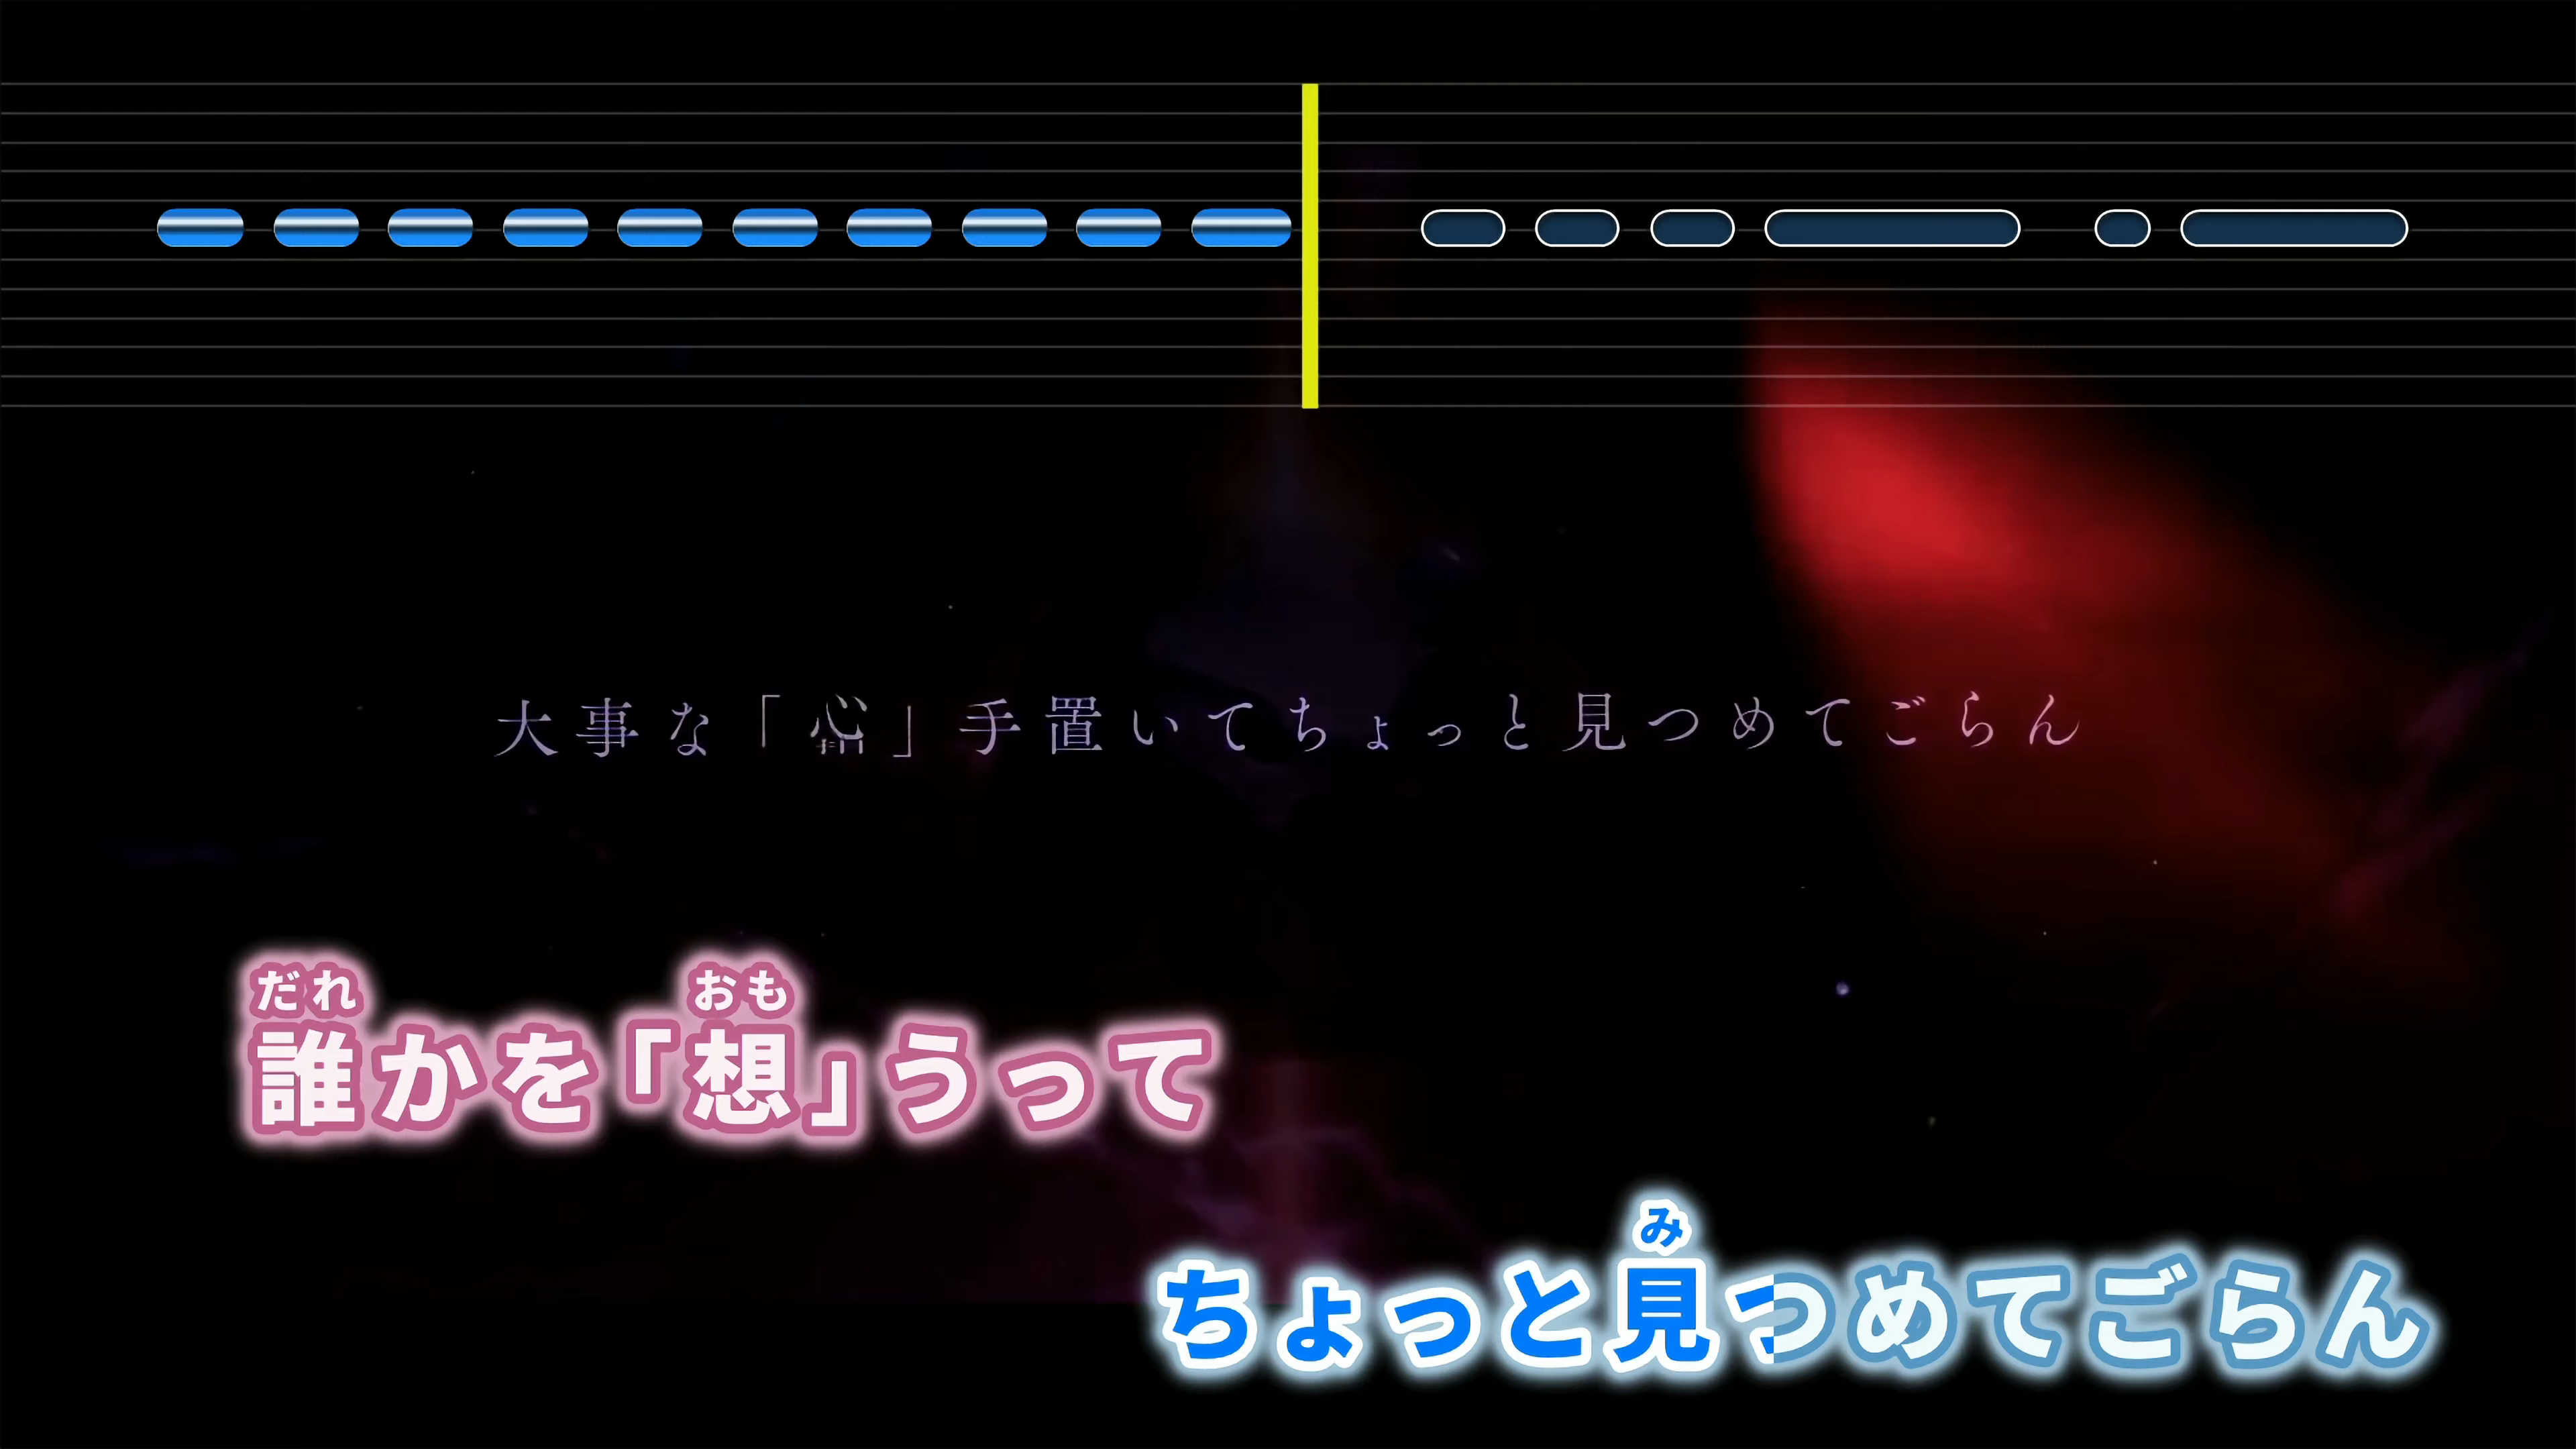 大事な「心」手置いてちょっと見つめてごらん
だれ おも
誰かを「想」うって
み
ちょっと見つめてごらん